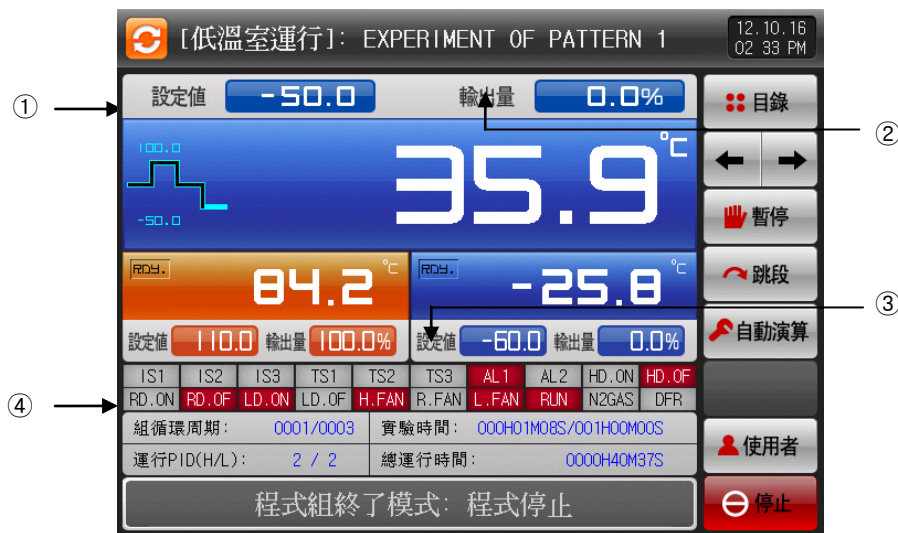 [低溫室運行]: EXPERIMENT OF PATTERN 1
12.10.16
02 33 PM
① 設定値 -50.0 輸出量 0.0% 目錄
②
100.0
-50.0
35.9 ℃
← →
暫停
RDY. 84.2 ℃ RDY. -25.8 ℃ 跳段
③
設定値 110.0 輸出量 100.0% 設定値 -60.0 輸出量 0.0% 自動演算
IS1 IS2 IS3 TS1 TS2 TS3 AL1 AL2 HD.ON HD.OF
④ RD.ON RD.OF LD.ON LD.OF H.FAN R.FAN L.FAN RUN N2GAS DFR
組循環周期: 0001/0003 實驗時間: 000H01M08S/001H00M00S
運行PID(H/L): 2 / 2 總運行時間: 0000H40M37S 使用者
程式組終了模式: 程式停止 停止